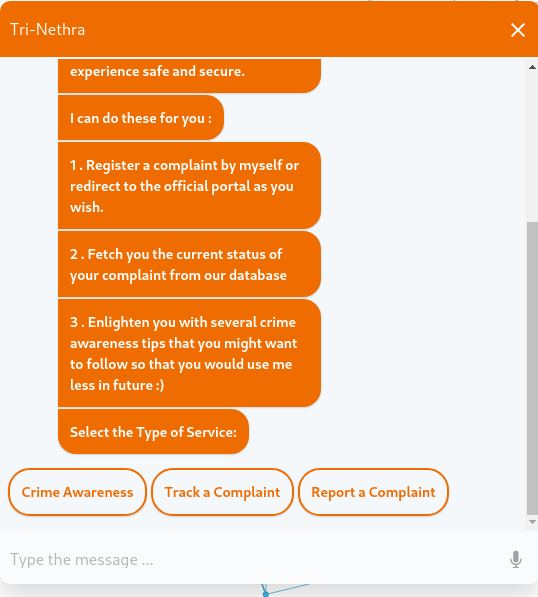 Tri-Nethra
experience safe and secure.
I can do these for you :
1 . Register a complaint by myself or
redirect to the official portal as you
wish.
2 . Fetch you the current status of
your complaint from our database
3 . Enlighten you with several crime
awareness tips that you might want
to follow so that you would use me
less in future :)
Select the Type of Service:
Crime Awareness Track a Complaint Report a Complaint
Type the message ...